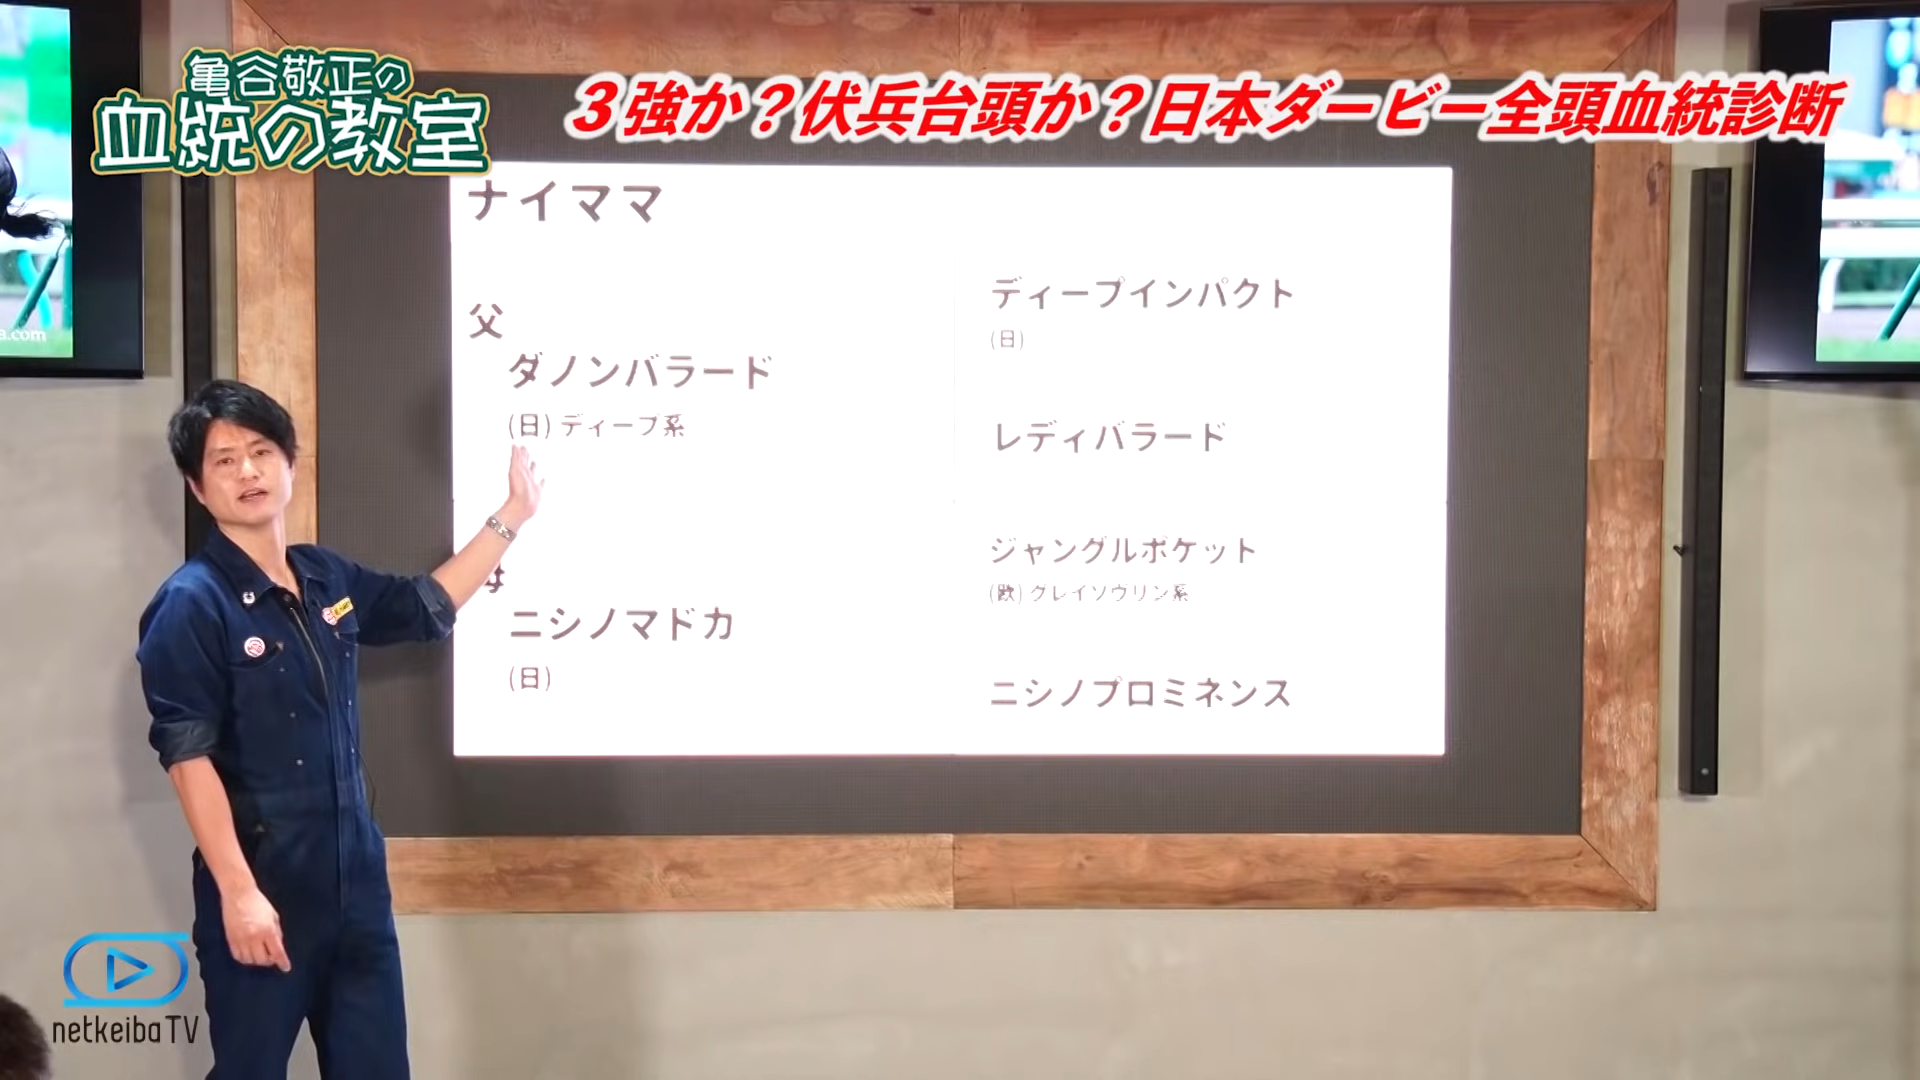 亀谷敬正の
血統の教室
3強か？伏兵台頭か？日本ダービー全頭血統診断
ナイママ
父
ダノンバラード
(日) ディープ系
母
ニシノマドカ
(日)
ディープインパクト
(日)
レディバラード
ジャングルポケット
(欧) グレイソヴリン系
ニシノプロミネンス
a.com
netkeibaTV